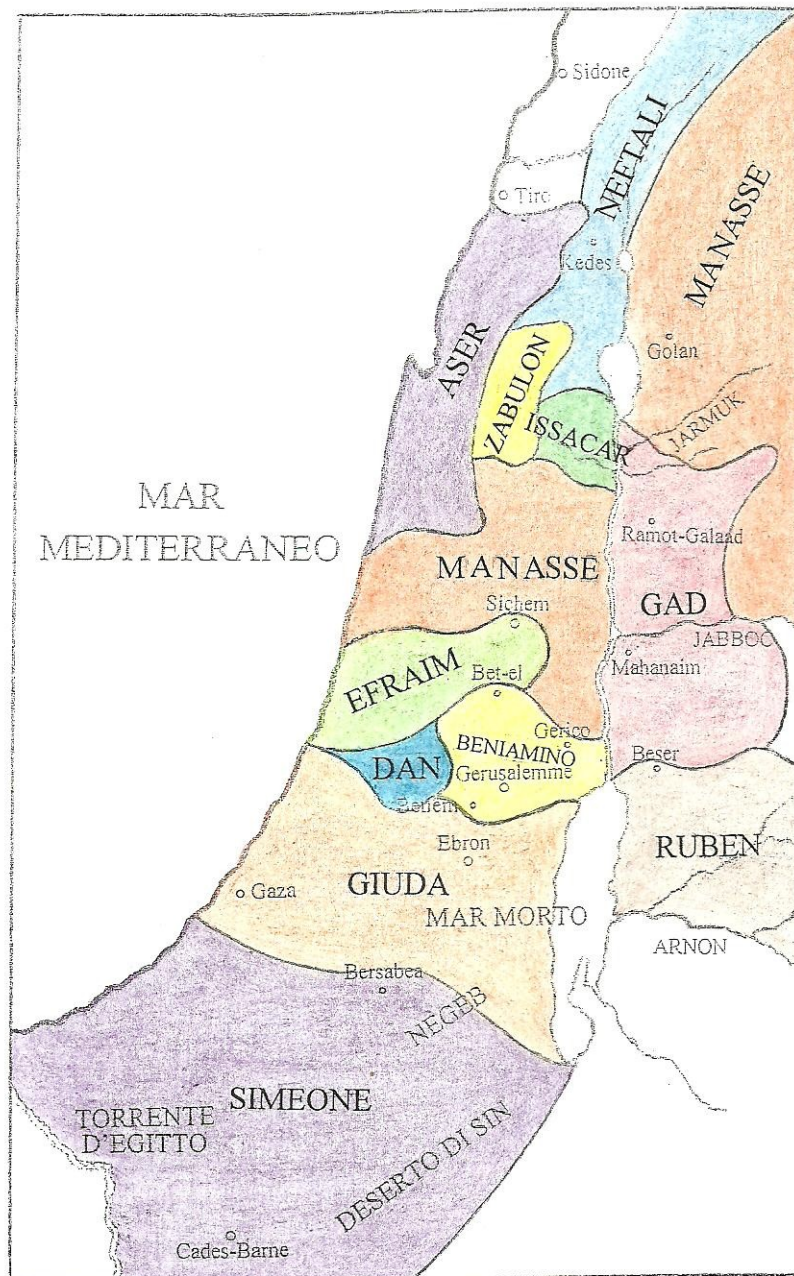 Sidone
NEFTALI
Tiro
MANASSE
Kedes
ASER
Golan
ZABULON
ISSACAR
JARMUK
MAR
MEDITERRANEO
Ramot-Galaad
MANASSE
GAD
Sichem
JABBOC
Mahanaim
EFRAIM
Bet-el
Gerico
BENIAMINO
DAN
Beser
Gerusalemme
Betlem
RUBEN
Ebron
GIUDA
Gaza
MAR MORTO
ARNON
Bersabea
NEGEB
SIMEONE
TORRENTE
D'EGITTO
DESERTO DI SIN
Cades-Barne